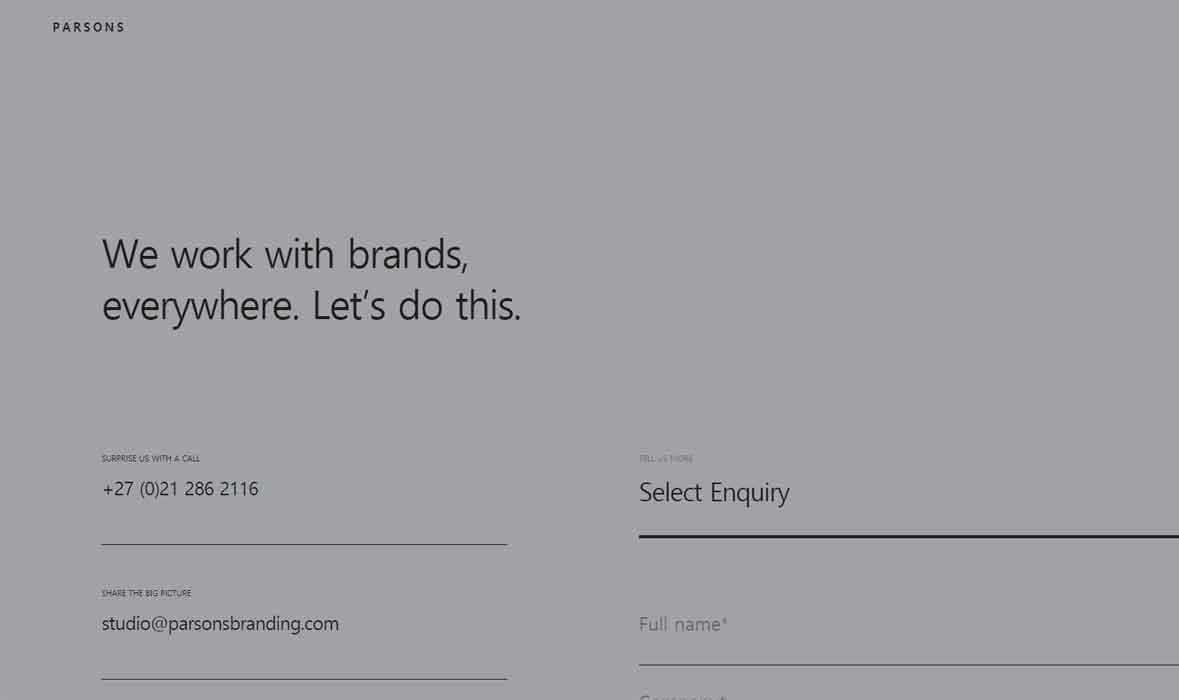 PARSONS
We work with brands,
everywhere. Let’s do this.
SURPRISE US WITH A CALL
+27 (0)21 286 2116
SHARE THE BIG PICTURE
studio@parsonsbranding.com
TELL US MORE
Select Enquiry
Full name*
Company*